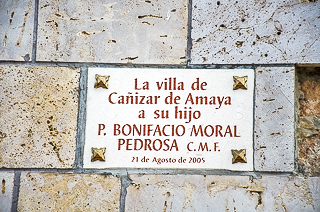 La villa de
Cañizar de Amaya
a su hijo
P. BONIFACIO MORAL
PEDROSA C.M.F.
21 de Agosto de 2005